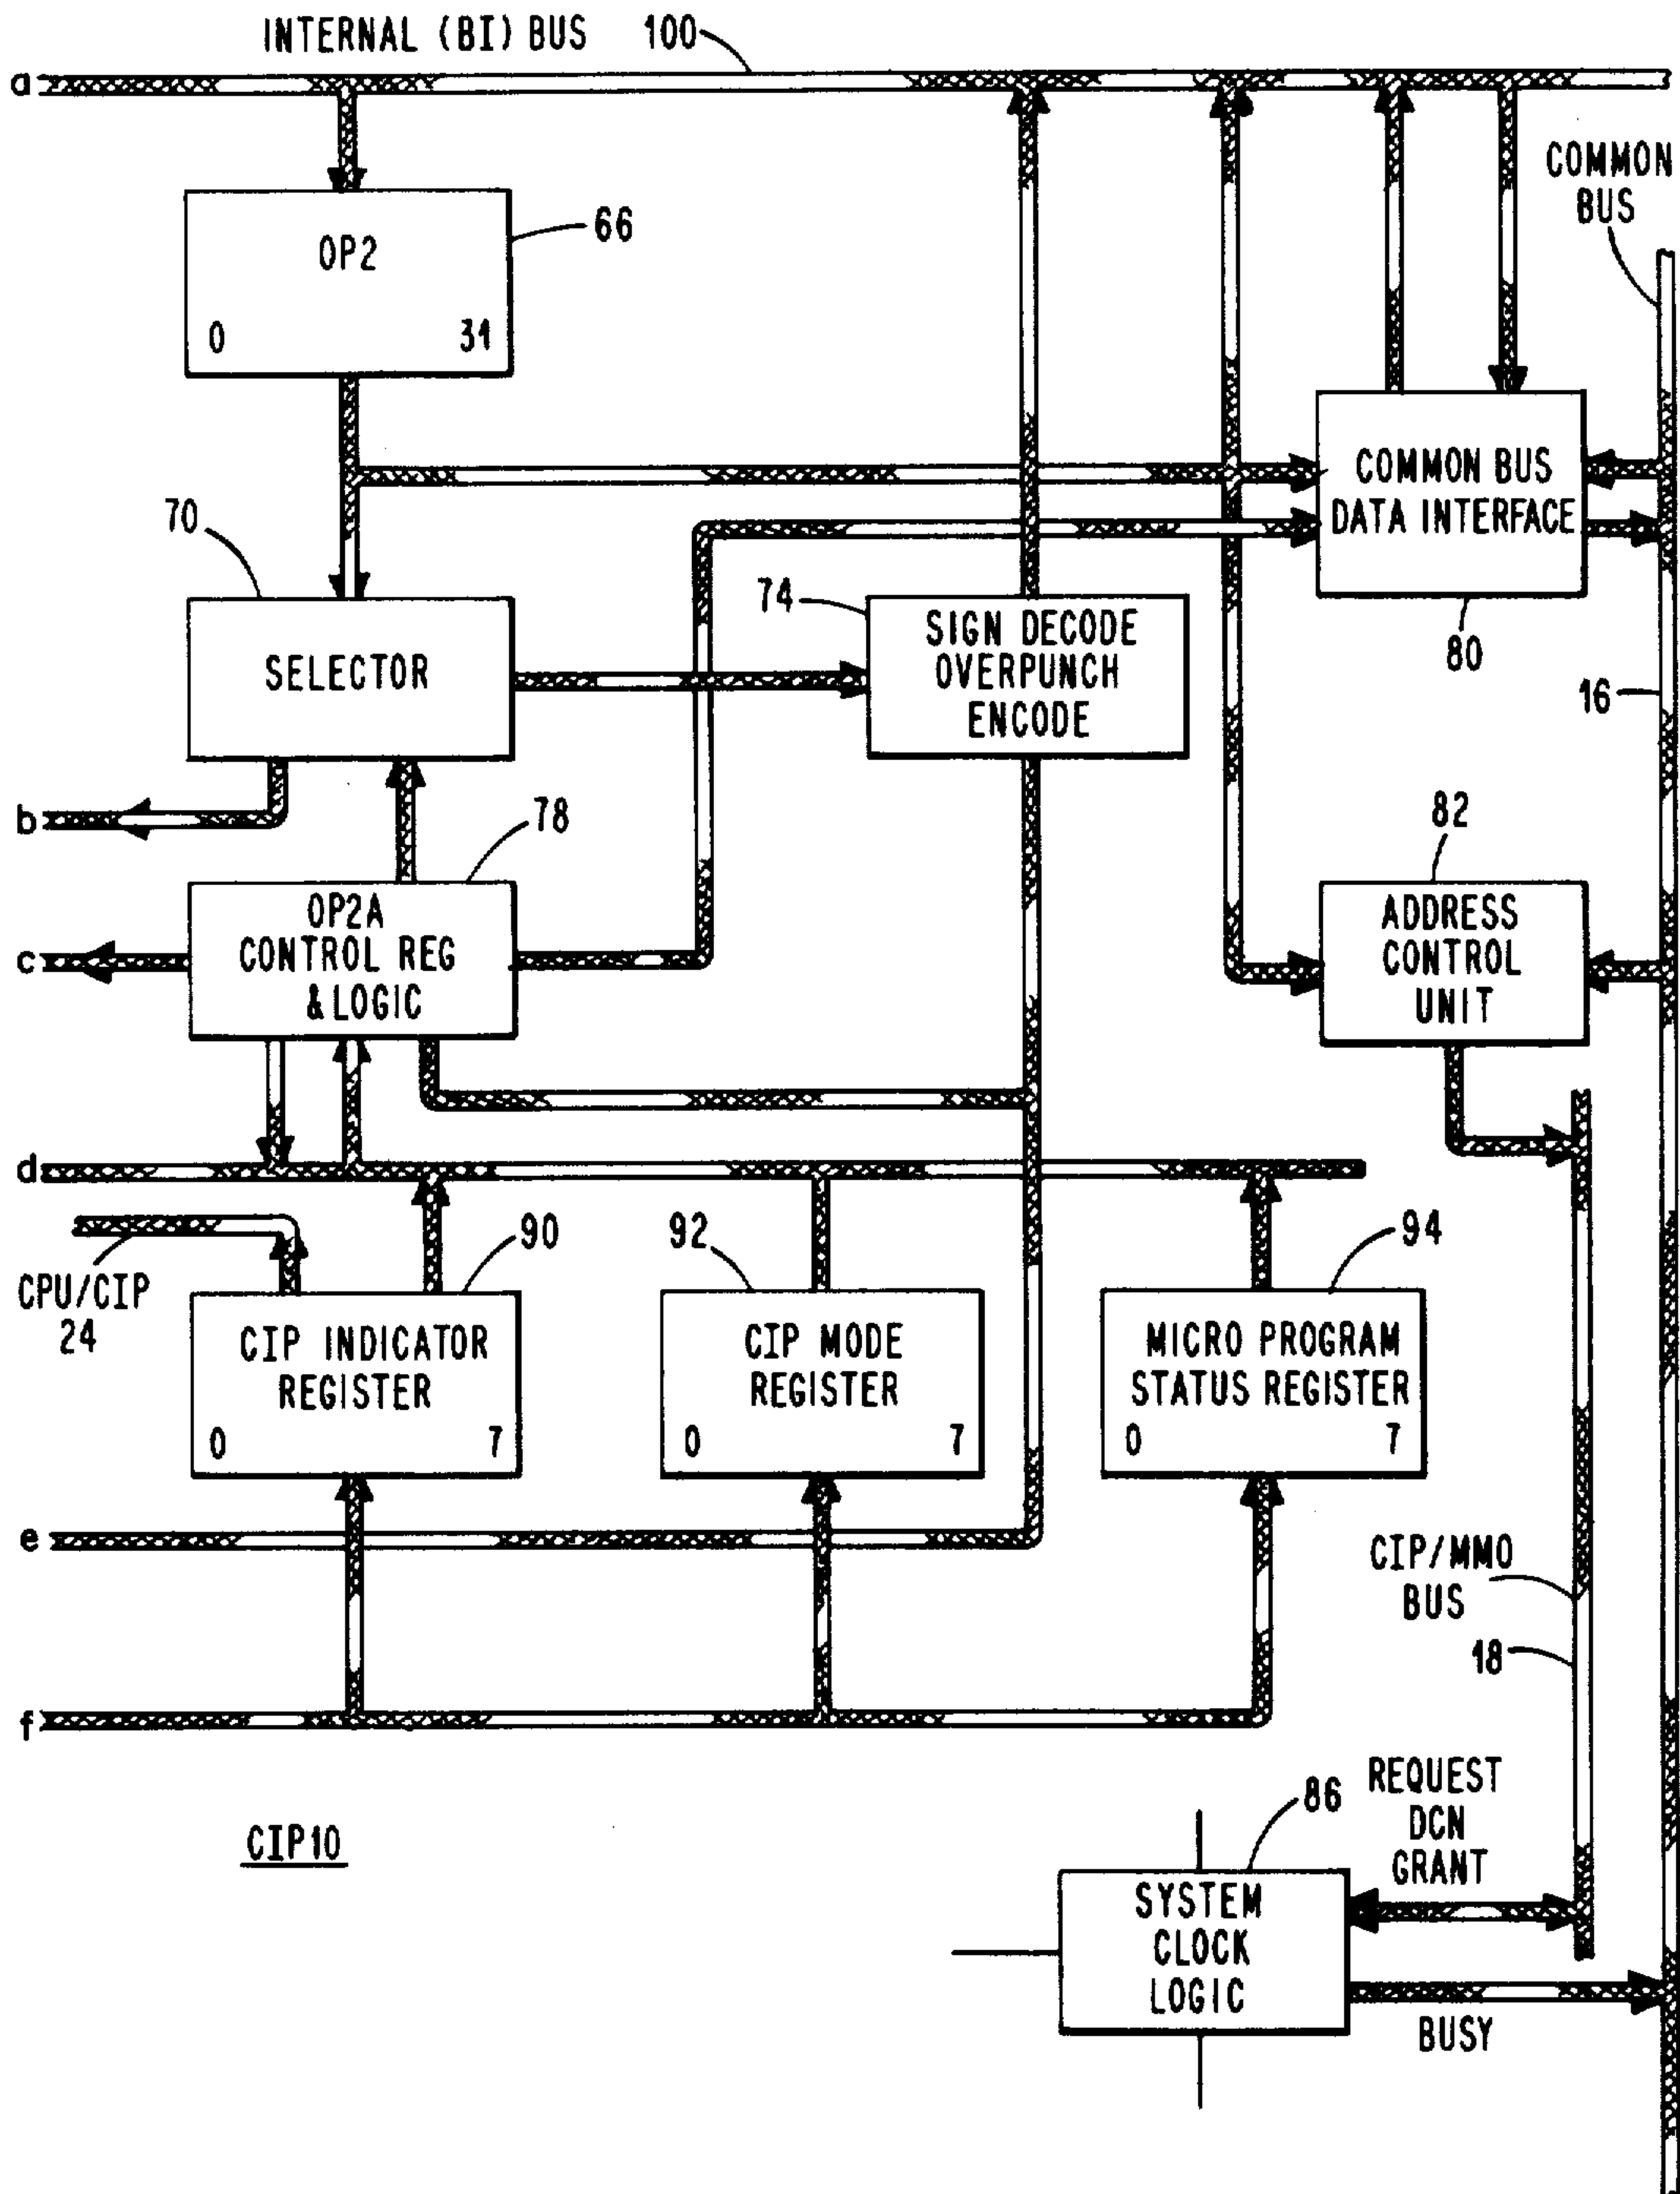 INTERNAL (BI) BUS 100
a
COMMON
BUS
66
OP2
0 31
70
COMMON BUS
DATA INTERFACE
80
74
SIGN DECODE
OVERPUNCH
ENCODE
SELECTOR
16
b
78
82
OP2A
CONTROL REG
& LOGIC
ADDRESS
CONTROL
UNIT
c
d
CPU/CIP
24
90
92
94
CIP INDICATOR
REGISTER
0 7
CIP MODE
REGISTER
0 7
MICRO PROGRAM
STATUS REGISTER
0 7
e
CIP/MMO
BUS
18
f
REQUEST
DCN
GRANT
86
CIP10
SYSTEM
CLOCK
LOGIC
BUSY